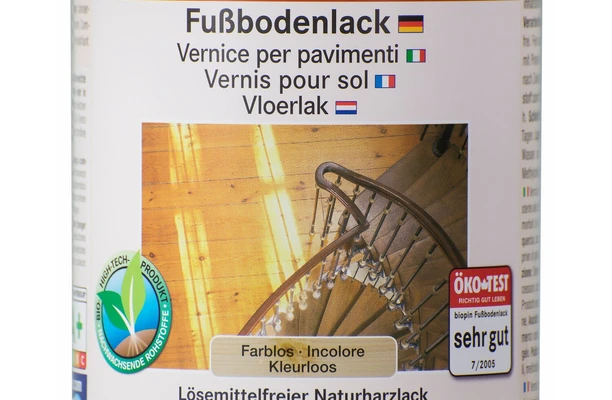 Fußbodenlack
Vernice per pavimenti
Vernis pour sol
Vloerlak
BIO HIGH-TECH-PRODUKT
NACHWACHSENDE ROHSTOFFE
ÖKO-TEST
RICHTIG GUT LEBEN
biopin Fußbodenlack
sehr gut
7/2005
Farblos · Incolore
Kleurloos
Lösemittelfreier Naturharzlack